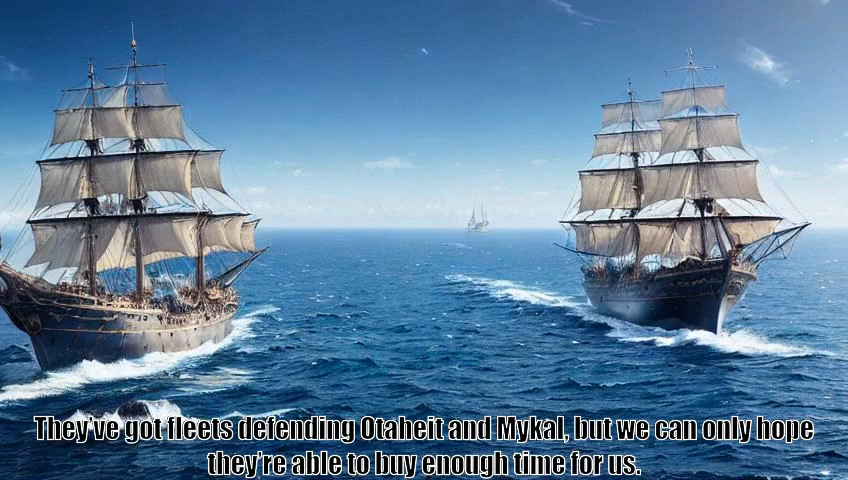 They've got fleets defending Otaheit and Mykal, but we can only hope
they're able to buy enough time for us.